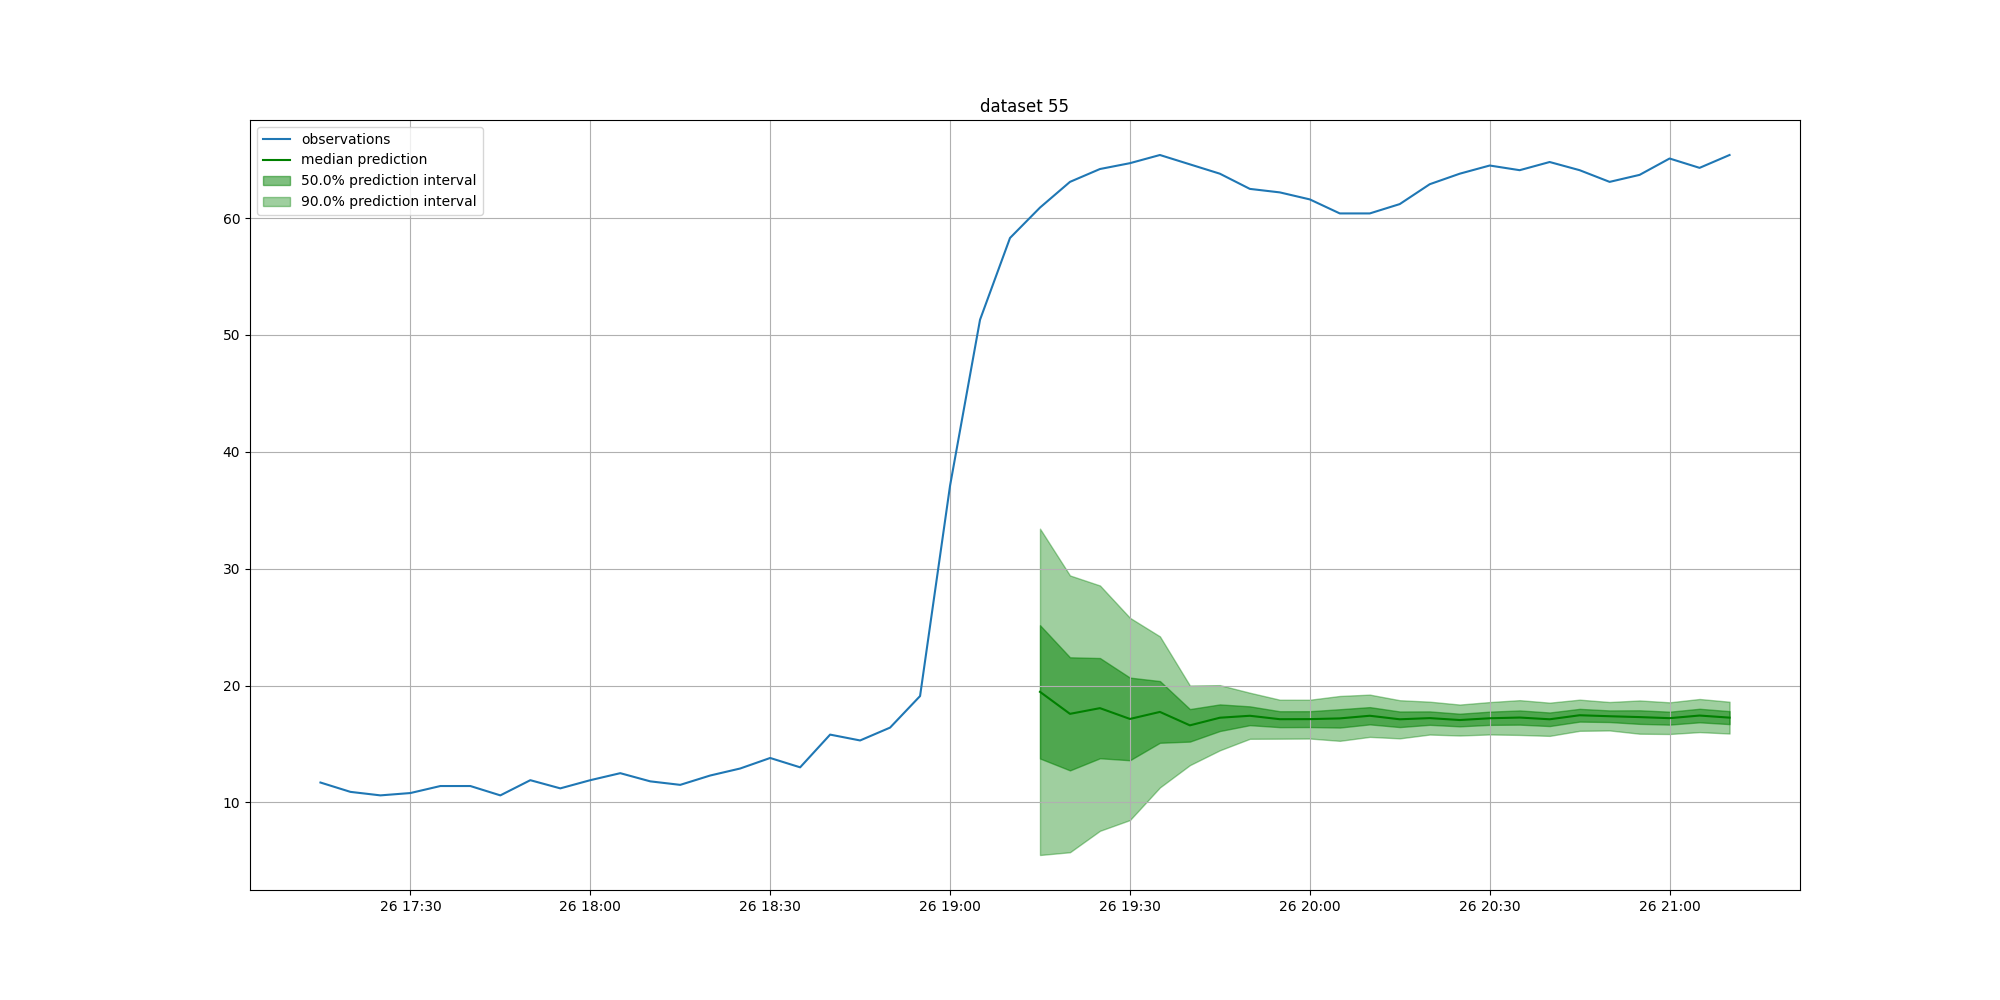 dataset 55
observations
median prediction
50.0% prediction interval
90.0% prediction interval
60
50
40
30
20
10
26 17:30 26 18:00 26 18:30 26 19:00 26 19:30 26 20:00 26 20:30 26 21:00